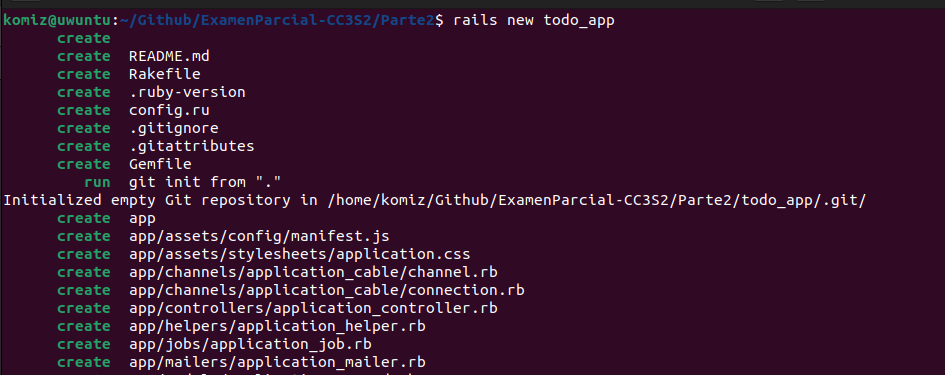 komiz@uwuntu:~/Github/ExamenParcial-CC3S2/Parte2$ rails new todo_app
create
create README.md
create Rakefile
create .ruby-version
create config.ru
create .gitignore
create .gitattributes
create Gemfile
run git init from "."
Initialized empty Git repository in /home/komiz/Github/ExamenParcial-CC3S2/Parte2/todo_app/.git/
create app
create app/assets/config/manifest.js
create app/assets/stylesheets/application.css
create app/channels/application_cable/channel.rb
create app/channels/application_cable/connection.rb
create app/controllers/application_controller.rb
create app/helpers/application_helper.rb
create app/jobs/application_job.rb
create app/mailers/application_mailer.rb